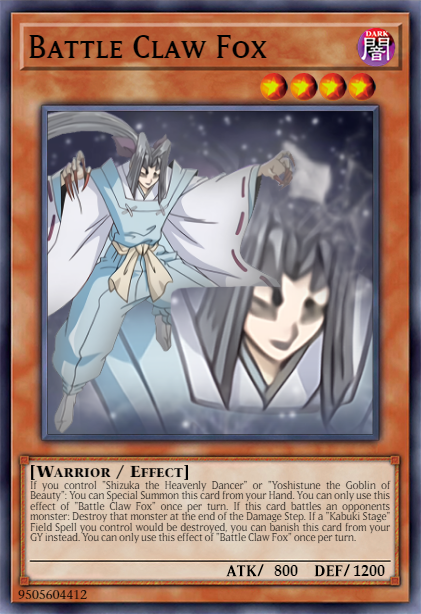 BATTLE CLAW FOX
DARK
闇
[WARRIOR / EFFECT]
If you control "Shizuka the Heavenly Dancer" or "Yoshistune the Goblin of
Beauty": You can Special Summon this card from your Hand. You can only use this
effect of "Battle Claw Fox" once per turn. If this card battles an opponents
monster: Destroy that monster at the end of the Damage Step. If a "Kabuki Stage"
Field Spell you control would be destroyed, you can banish this card from your
GY instead. You can only use this effect of "Battle Claw Fox" once per turn.
ATK/ 800 DEF/1200
9505604412